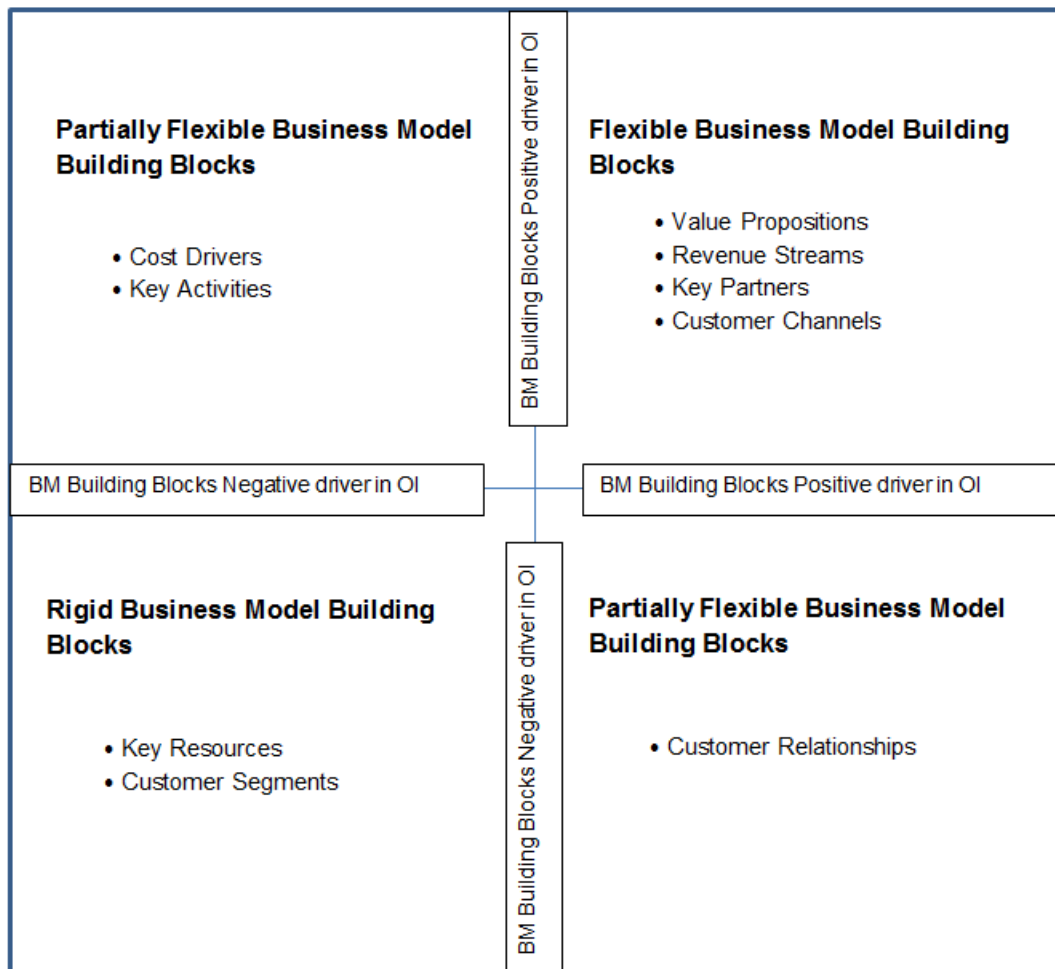 Partially Flexible Business Model
Building Blocks
• Cost Drivers
• Key Activities
BM Building Blocks Positive driver in OI
Flexible Business Model Building
Blocks
• Value Propositions
• Revenue Streams
• Key Partners
• Customer Channels
BM Building Blocks Negative driver in OI
BM Building Blocks Positive driver in OI
Rigid Business Model Building
Blocks
• Key Resources
• Customer Segments
BM Building Blocks Negative driver in OI
Partially Flexible Business Model
Building Blocks
• Customer Relationships